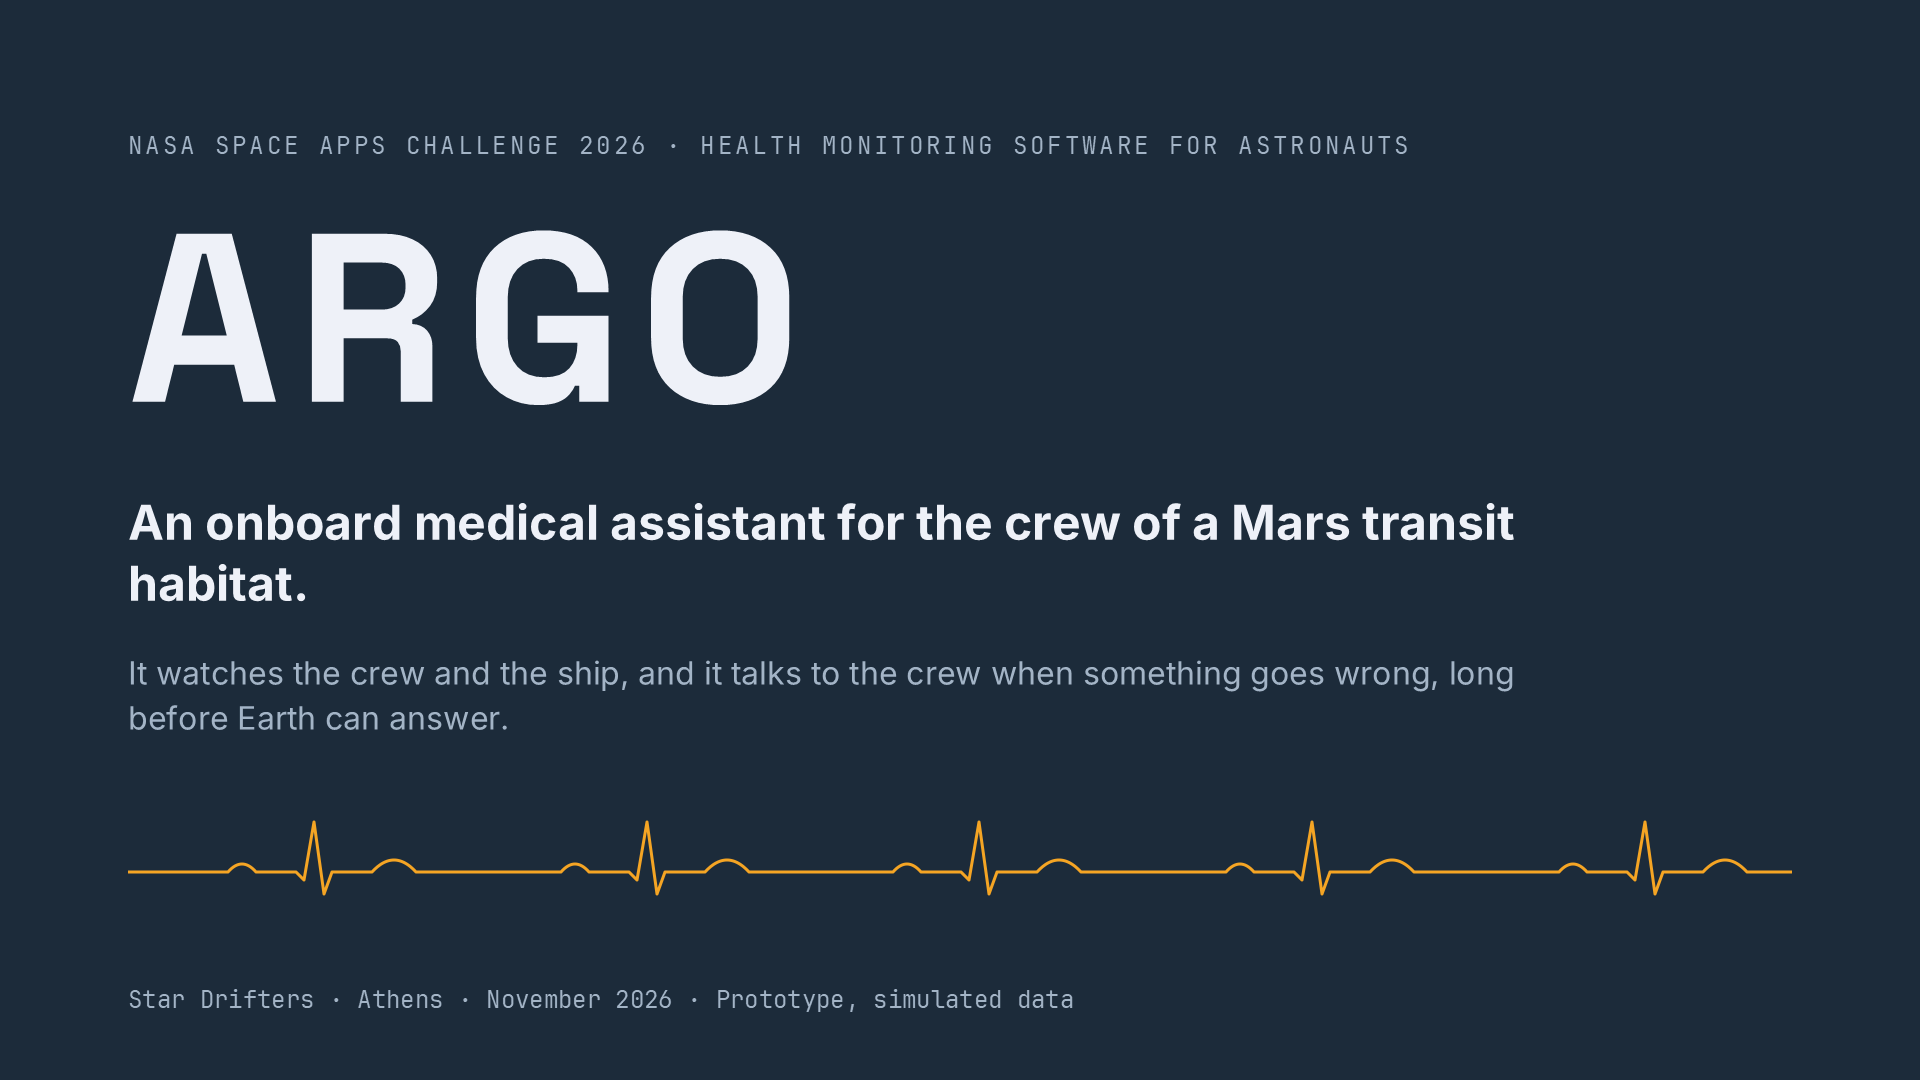 NASA SPACE APPS CHALLENGE 2026 · HEALTH MONITORING SOFTWARE FOR ASTRONAUTS
ARGO
An onboard medical assistant for the crew of a Mars transit
habitat.
It watches the crew and the ship, and it talks to the crew when something goes wrong, long
before Earth can answer.
Star Drifters · Athens · November 2026 · Prototype, simulated data